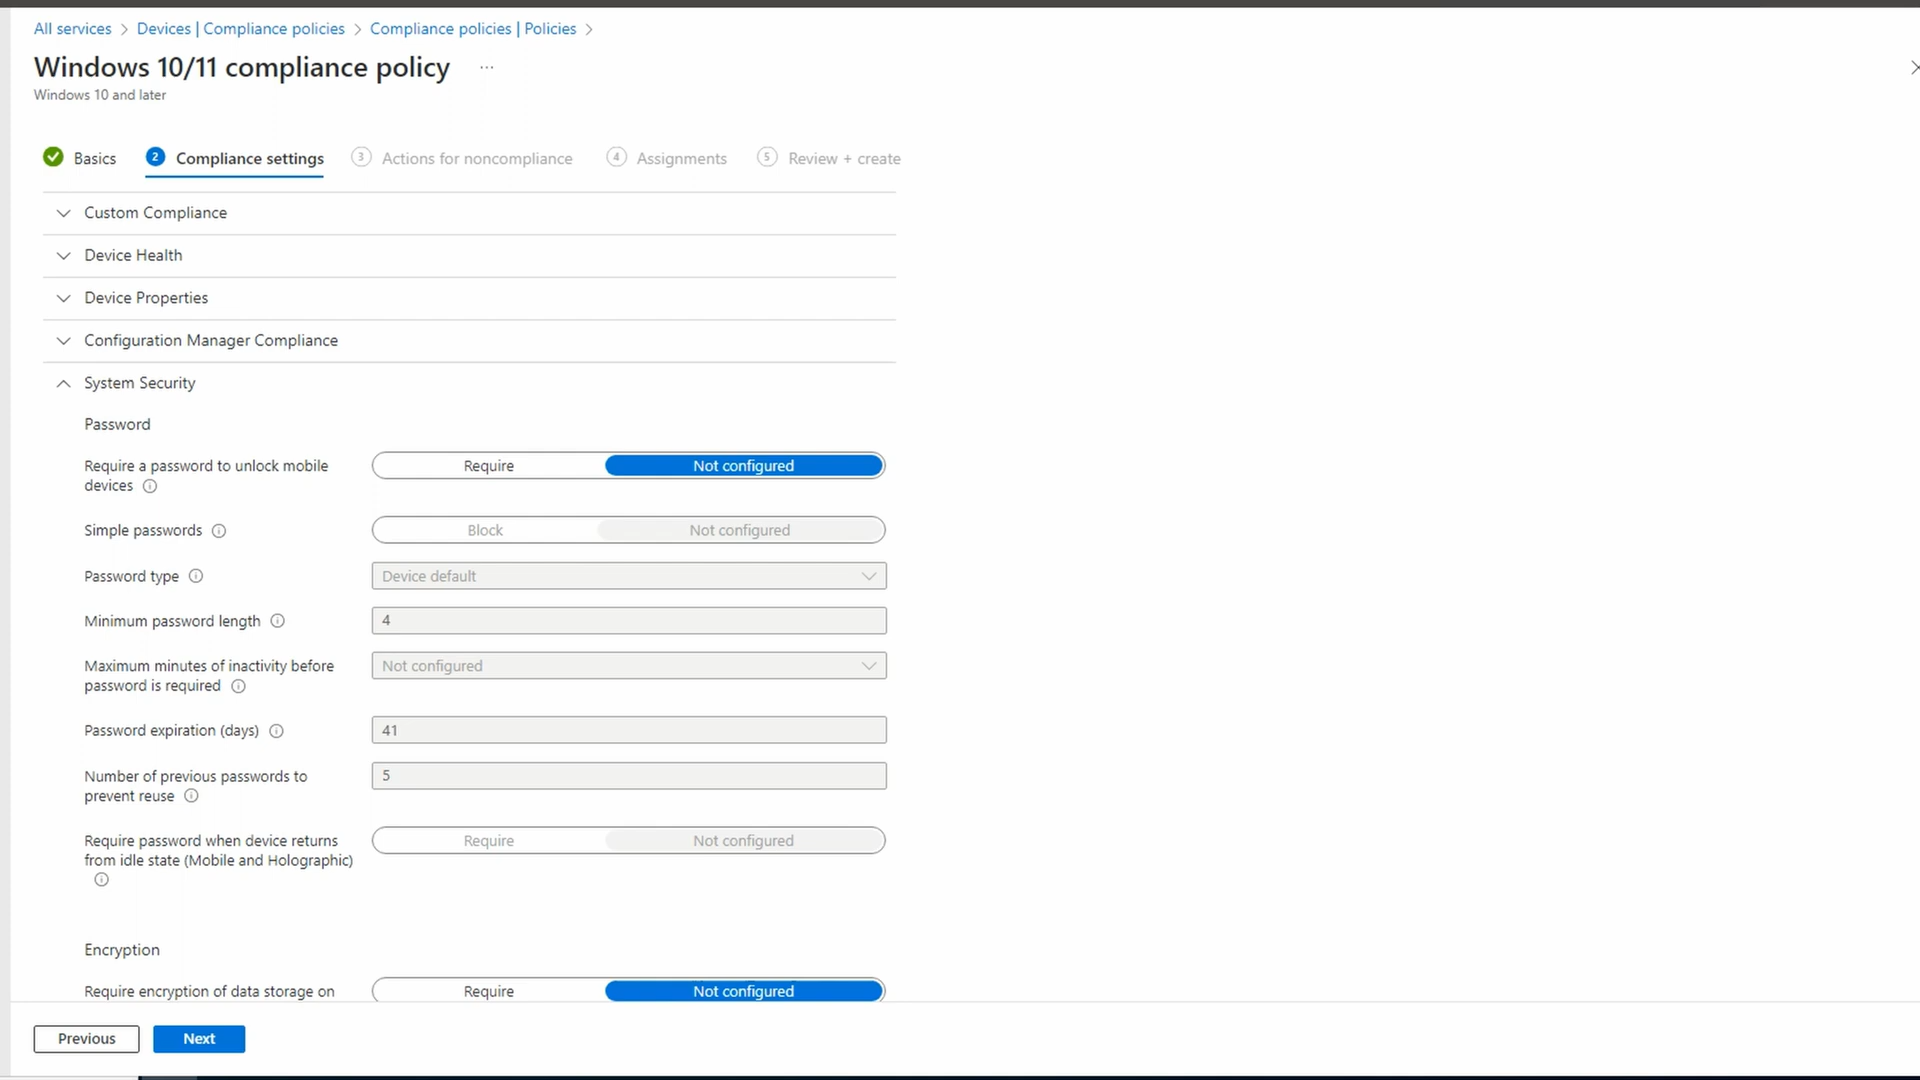 All services > Devices | Compliance policies > Compliance policies | Policies >
Windows 10/11 compliance policy ...
Windows 10 and later
Basics 2 Compliance settings 3 Actions for noncompliance 4 Assignments 5 Review + create
Custom Compliance
Device Health
Device Properties
Configuration Manager Compliance
System Security
Password
Require a password to unlock mobile
devices
Require Not configured
Simple passwords Block Not configured
Password type Device default
Minimum password length 4
Maximum minutes of inactivity before
password is required
Not configured
Password expiration (days) 41
Number of previous passwords to
prevent reuse
5
Require password when device returns
from idle state (Mobile and Holographic)
Require Not configured
Encryption
Require encryption of data storage on Require Not configured
Previous Next